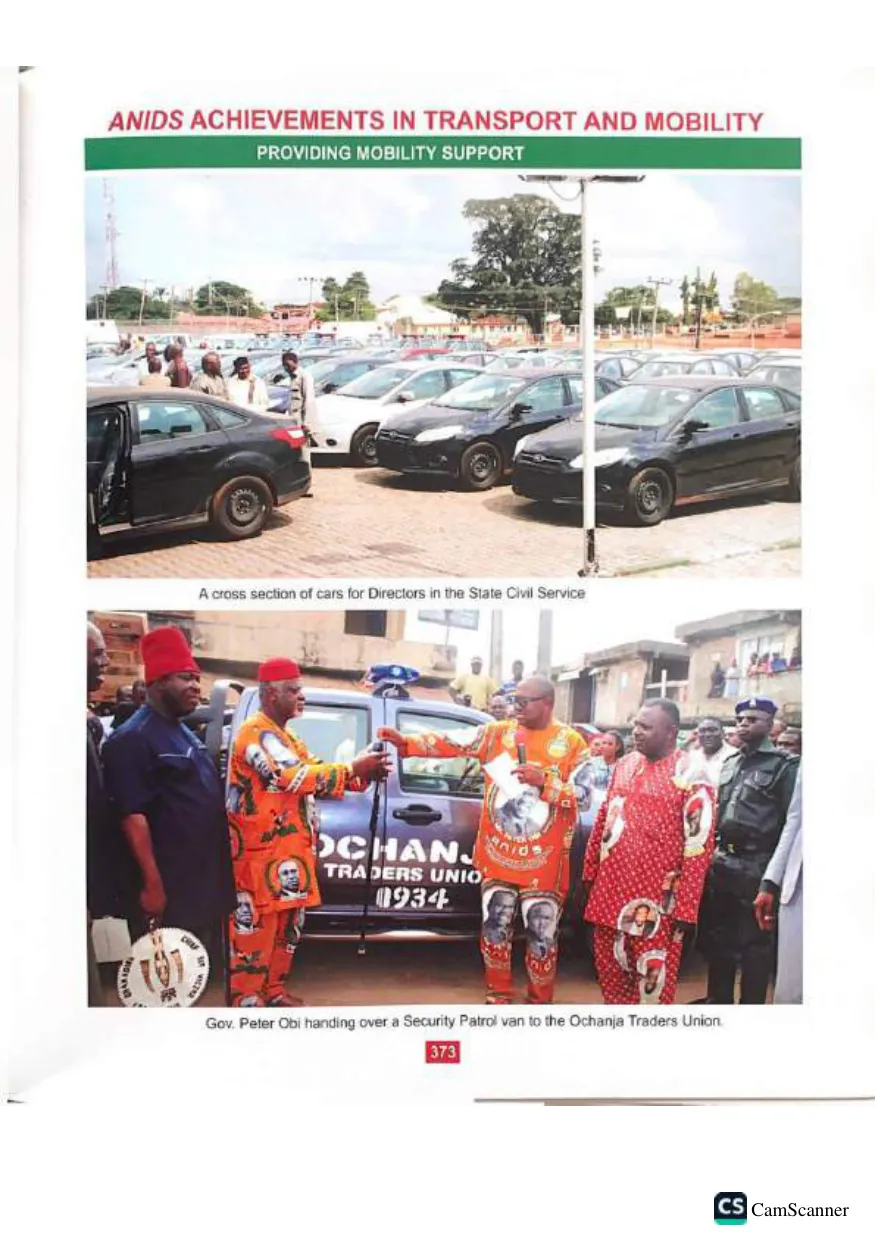 ANIDS ACHIEVEMENTS IN TRANSPORT AND MOBILITY
PROVIDING MOBILITY SUPPORT
A cross section of cars for Directors in the State Civil Service
OCHANJ
TRADERS UNIO
0934
anids
Gov. Peter Obi handing over a Security Patrol van to the Ochanja Traders Union.
373
CS CamScanner